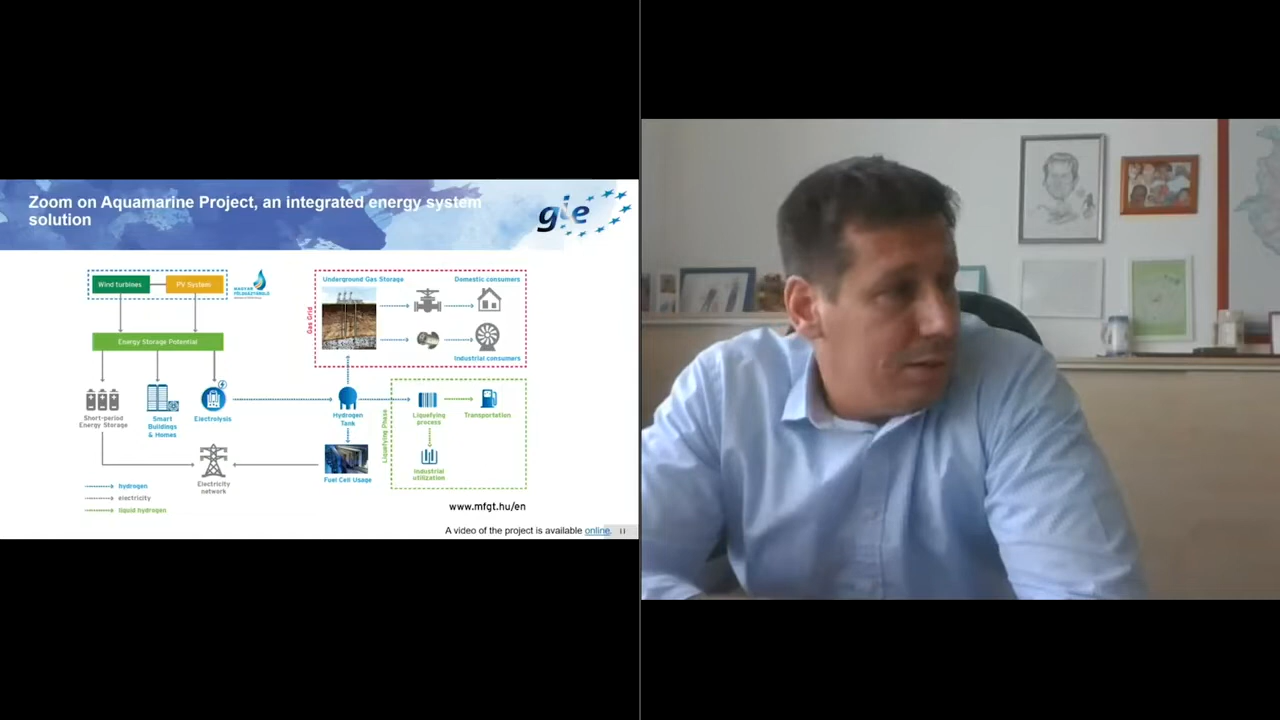 Zoom on Aquamarine Project, an integrated energy system
solution
gie
Wind turbines
PV System
MAGYAR
FÖLDGÁZTÁROLÓ
Energy Storage Potential
Short-period
Energy Storage
Smart
Buildings
& Homes
Electrolysis
Electricity
network
hydrogen
electricity
liquid hydrogen
Gas Grid
Underground Gas Storage
Domestic consumers
Industrial consumers
Hydrogen
Tank
Fuel Cell Usage
Liquefying Phase
Liquefying
process
Transportation
Industrial
utilization
www.mfgt.hu/en
A video of the project is available online.
11